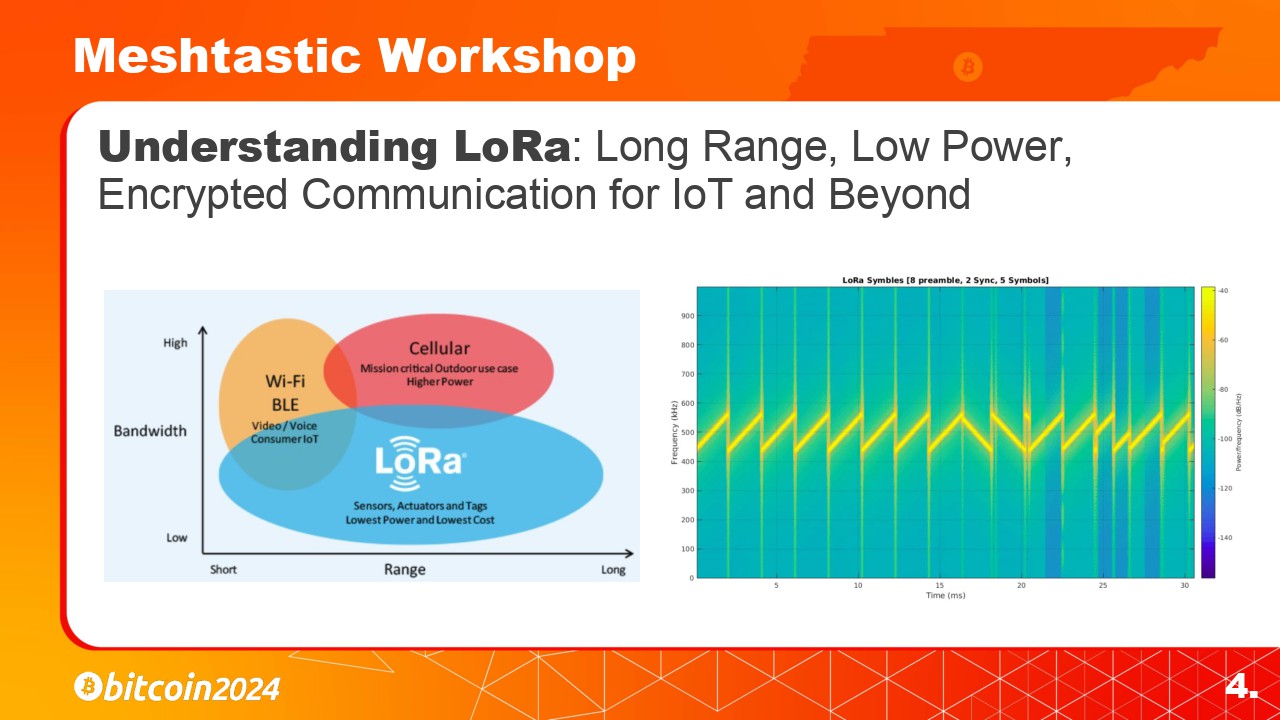 Meshtastic Workshop
Understanding LoRa: Long Range, Low Power,
Encrypted Communication for IoT and Beyond
High
Bandwidth
Low
Short
Range
Long
Wi-Fi
BLE
Video / Voice
Consumer IoT
Cellular
Mission critical Outdoor use case
Higher Power
LoRa®
Sensors, Actuators and Tags
Lowest Power and Lowest Cost
LoRa Symbles [8 preamble, 2 Sync, 5 Symbols]
Frequency (kHz)
900
800
700
600
500
400
300
200
100
0
5
10
15
20
25
30
Time (ms)
-40
-60
-80
-100
-120
-140
Power/frequency (dB/Hz)
bitcoin2024
4.